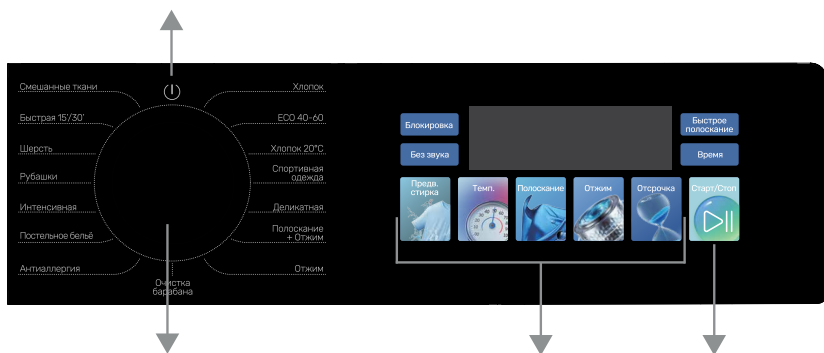 Смешанные ткани
Быстрая 15'/30'
Шерсть
Рубашки
Интенсивная
Постельное бельё
Антиаллергия
Очистка
барабана
Хлопок
ECO 40-60
Хлопок 20°C
Спортивная
одежда
Деликатная
Полоскание
+ Отжим
Отжим
Блокировка
Без звука
Быстрое
полоскание
Время
Предв.
стирка
Темп.
Полоскание
Отжим
Отсрочка
Старт/Стоп